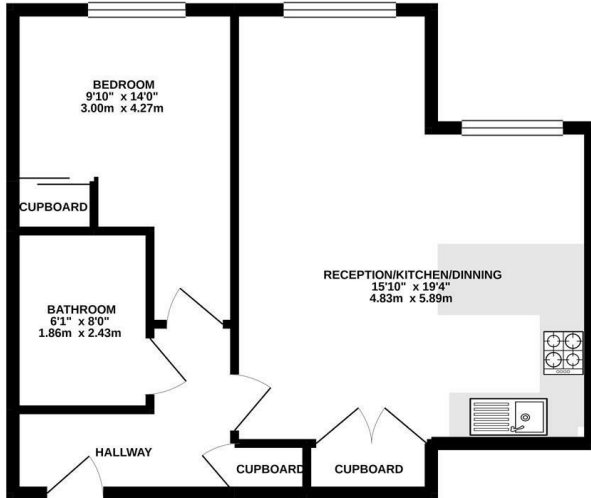 BEDROOM
9'10" x 14'0"
3.00m x 4.27m
CUPBOARD
BATHROOM
6'1" x 8'0"
1.86m x 2.43m
RECEPTION/KITCHEN/DINNING
15'10" x 19'4"
4.83m x 5.89m
HALLWAY
CUPBOARD
CUPBOARD